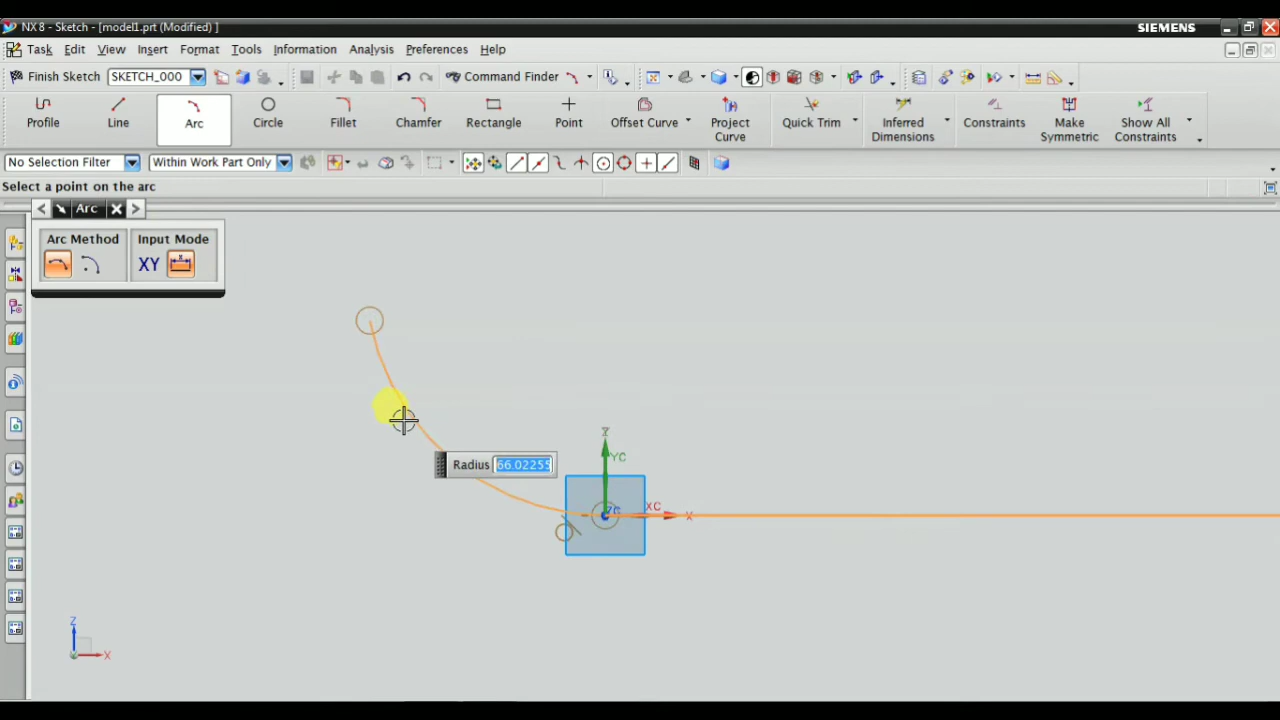 NX 8 - Sketch - [model1.prt (Modified) ]
SIEMENS
Task Edit View Insert Format Tools Information Analysis Preferences Help
Finish Sketch SKETCH_000 Command Finder
Profile Line Arc Circle Fillet Chamfer Rectangle Point Offset Curve Project Curve Quick Trim Inferred Dimensions Constraints Make Symmetric Show All Constraints
No Selection Filter Within Work Part Only
Select a point on the arc
Arc
Arc Method Input Mode
XY
Radius 66.02255
YC
XC
X
Z
X